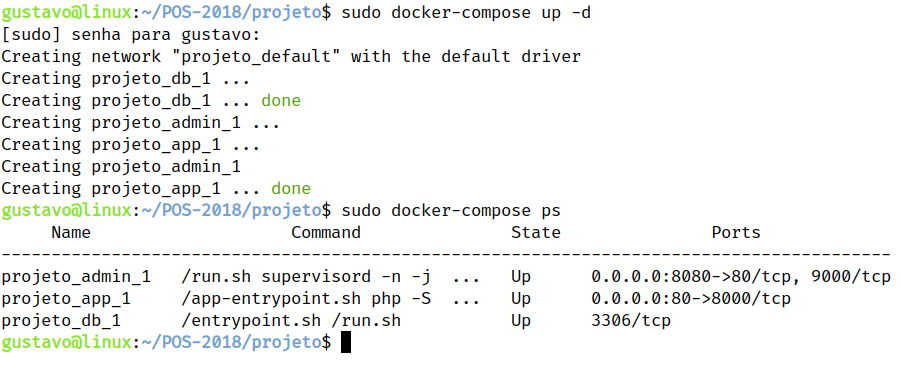 gustavo@linux:~/POS-2018/projeto$ sudo docker-compose up -d
[sudo] senha para gustavo:
Creating network "projeto_default" with the default driver
Creating projeto_db_1 ...
Creating projeto_db_1 ... done
Creating projeto_admin_1 ...
Creating projeto_app_1 ...
Creating projeto_admin_1
Creating projeto_app_1 ... done
gustavo@linux:~/POS-2018/projeto$ sudo docker-compose ps
     Name                    Command               State               Ports
-----------------------------------------------------------------------------------------
projeto_admin_1   /run.sh supervisord -n -j  ...   Up      0.0.0.0:8080->80/tcp, 9000/tcp
projeto_app_1     /app-entrypoint.sh php -S  ...   Up      0.0.0.0:80->8000/tcp
projeto_db_1      /entrypoint.sh /run.sh           Up      3306/tcp
gustavo@linux:~/POS-2018/projeto$